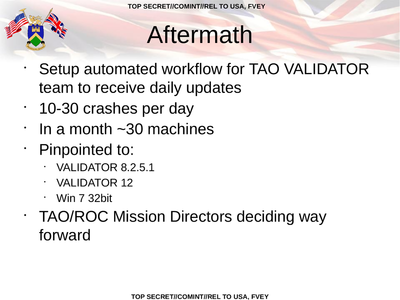 TOP SECRET//COMINT//REL TO USA, FVEY
Aftermath
· Setup automated workflow for TAO VALIDATOR
team to receive daily updates
· 10-30 crashes per day
· In a month ~30 machines
· Pinpointed to:
· VALIDATOR 8.2.5.1
· VALIDATOR 12
· Win 7 32bit
· TAO/ROC Mission Directors deciding way
forward
TOP SECRET//COMINT//REL TO USA, FVEY